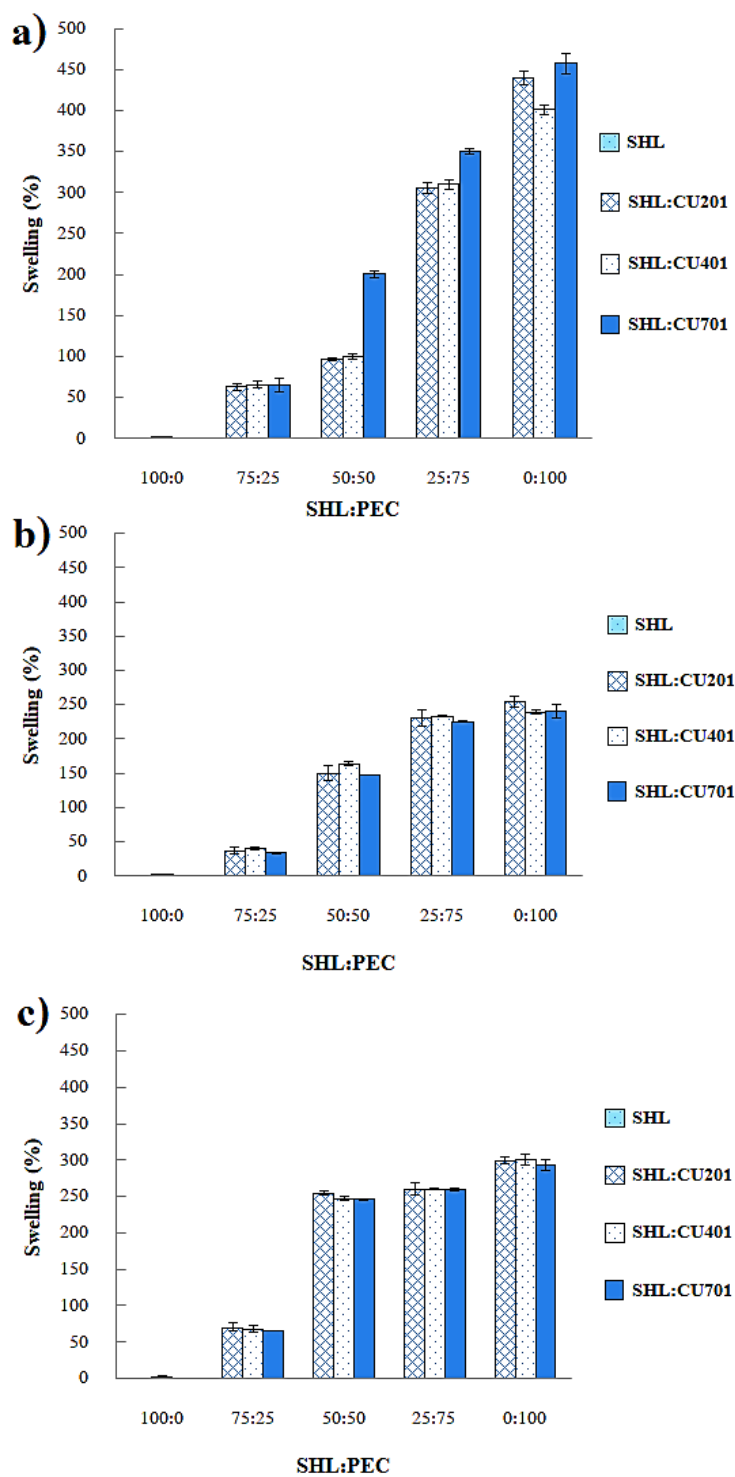 a)
500
450
400
350
300
250
200
150
100
50
0
Swelling (%)
100:0 75:25 50:50 25:75 0:100
SHL:PEC
SHL
SHL:CU201
SHL:CU401
SHL:CU701
b)
500
450
400
350
300
250
200
150
100
50
0
Swelling (%)
100:0 75:25 50:50 25:75 0:100
SHL:PEC
SHL
SHL:CU201
SHL:CU401
SHL:CU701
c)
500
450
400
350
300
250
200
150
100
50
0
Swelling (%)
100:0 75:25 50:50 25:75 0:100
SHL:PEC
SHL
SHL:CU201
SHL:CU401
SHL:CU701